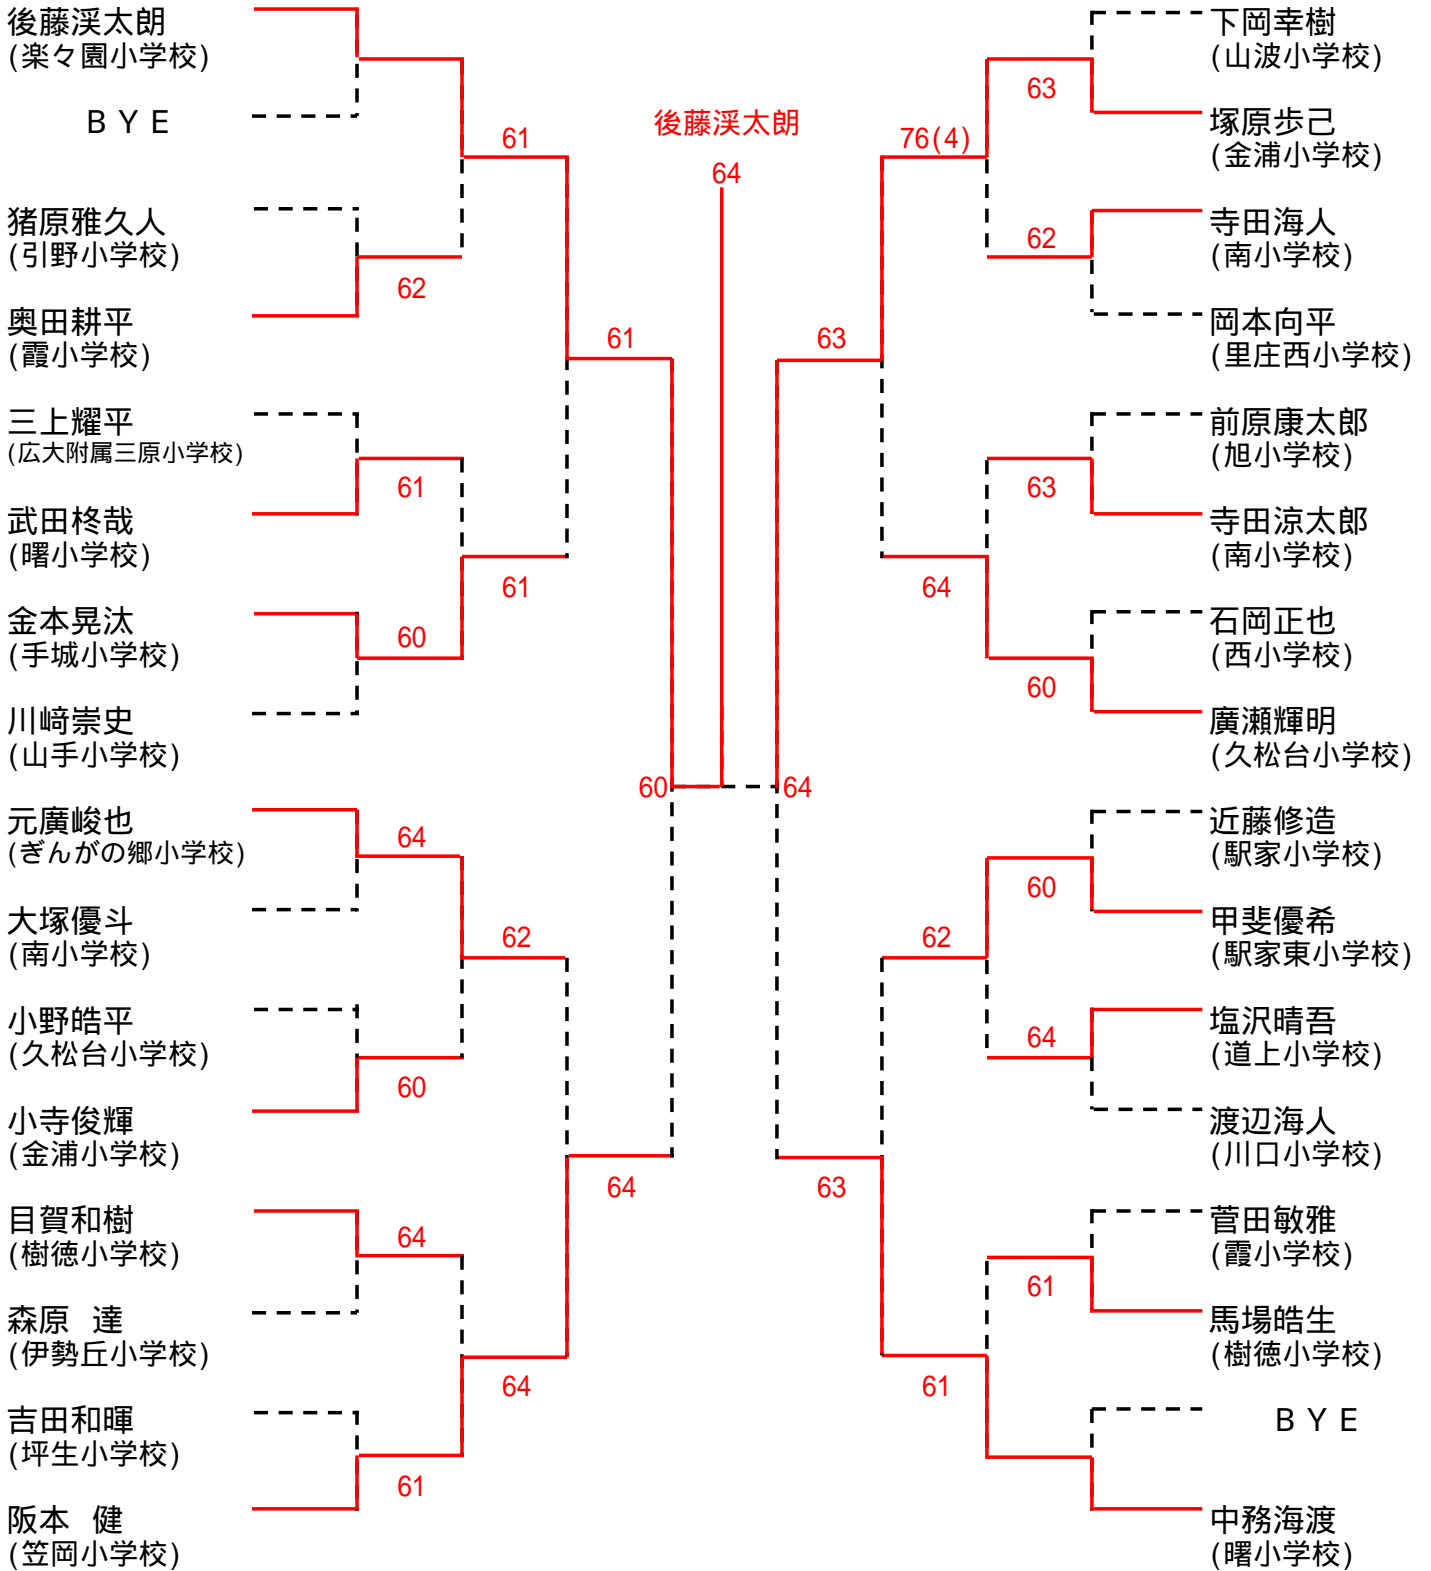 後藤渓太朗
(楽々園小学校)
ＢＹＥ
61
猪原雅久人
(引野小学校)
62
奥田耕平
(霞小学校)
61
三上耀平
(広大附属三原小学校)
61
武田柊哉
(曙小学校)
61
金本晃汰
(手城小学校)
60
川﨑崇史
(山手小学校)
60
元廣峻也
(ぎんがの郷小学校)
64
大塚優斗
(南小学校)
62
小野皓平
(久松台小学校)
60
小寺俊輝
(金浦小学校)
64
目賀和樹
(樹徳小学校)
64
森原 達
(伊勢丘小学校)
64
吉田和暉
(坪生小学校)
61
阪本 健
(笠岡小学校)
後藤渓太朗
64
下岡幸樹
(山波小学校)
63
塚原歩己
(金浦小学校)
76(4)
寺田海人
(南小学校)
62
岡本向平
(里庄西小学校)
63
前原康太郎
(旭小学校)
63
寺田涼太郎
(南小学校)
64
石岡正也
(西小学校)
60
廣瀬輝明
(久松台小学校)
64
近藤修造
(駅家小学校)
60
甲斐優希
(駅家東小学校)
62
塩沢晴吾
(道上小学校)
64
渡辺海人
(川口小学校)
63
菅田敏雅
(霞小学校)
61
馬場皓生
(樹徳小学校)
61
ＢＹＥ
中務海渡
(曙小学校)